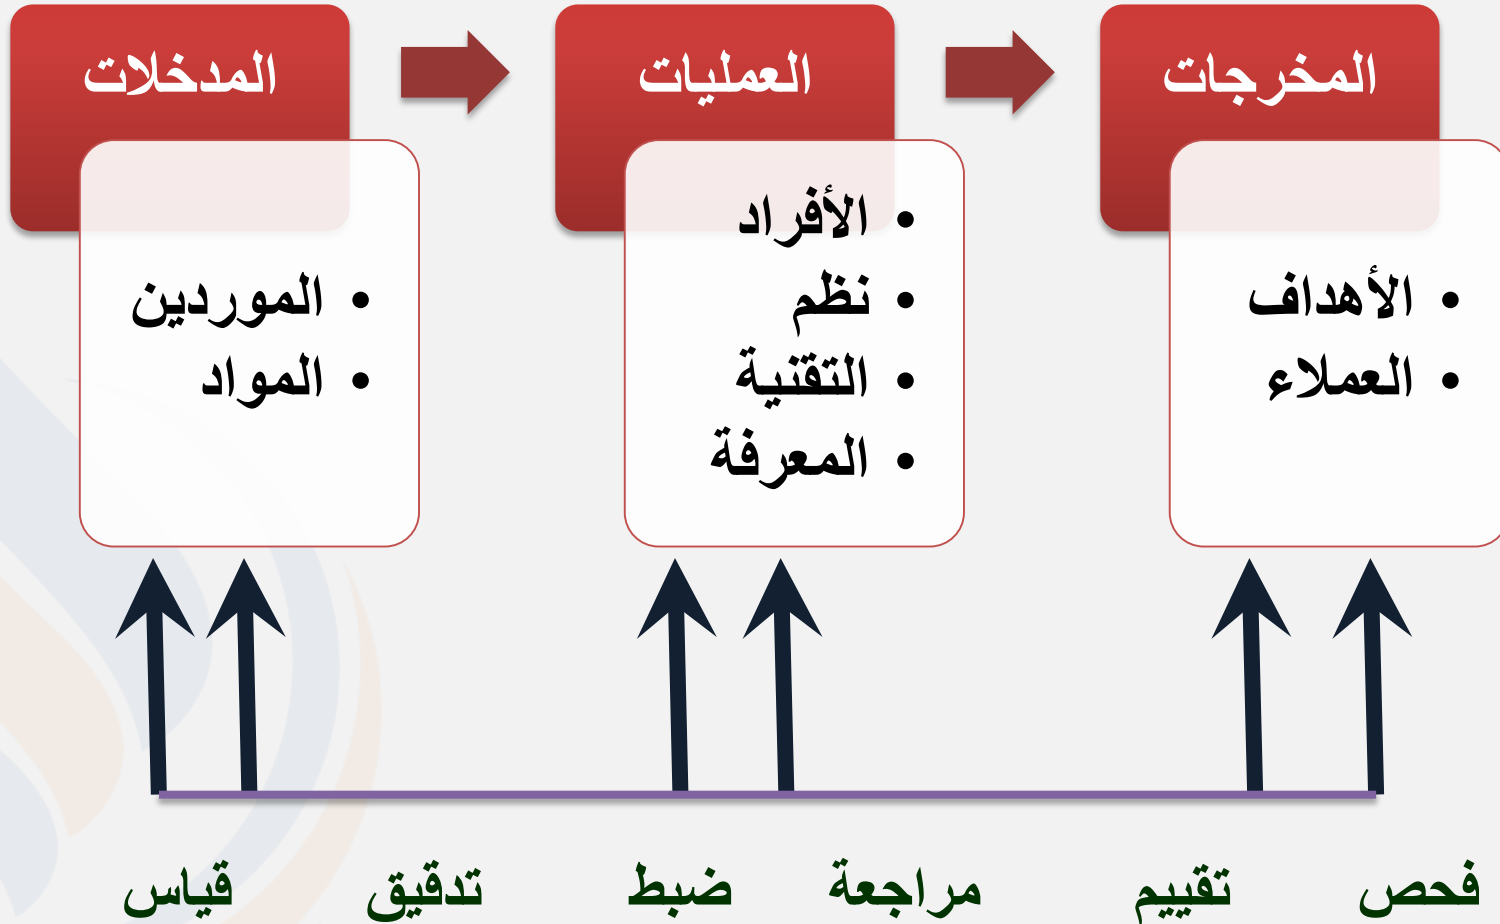 المدخلات
الموردين
المواد
العمليات
الأفراد
نظم
التقنية
المعرفة
المخرجات
الأهداف
العملاء
قياس
تدقيق
ضبط
مراجعة
تقييم
فحص